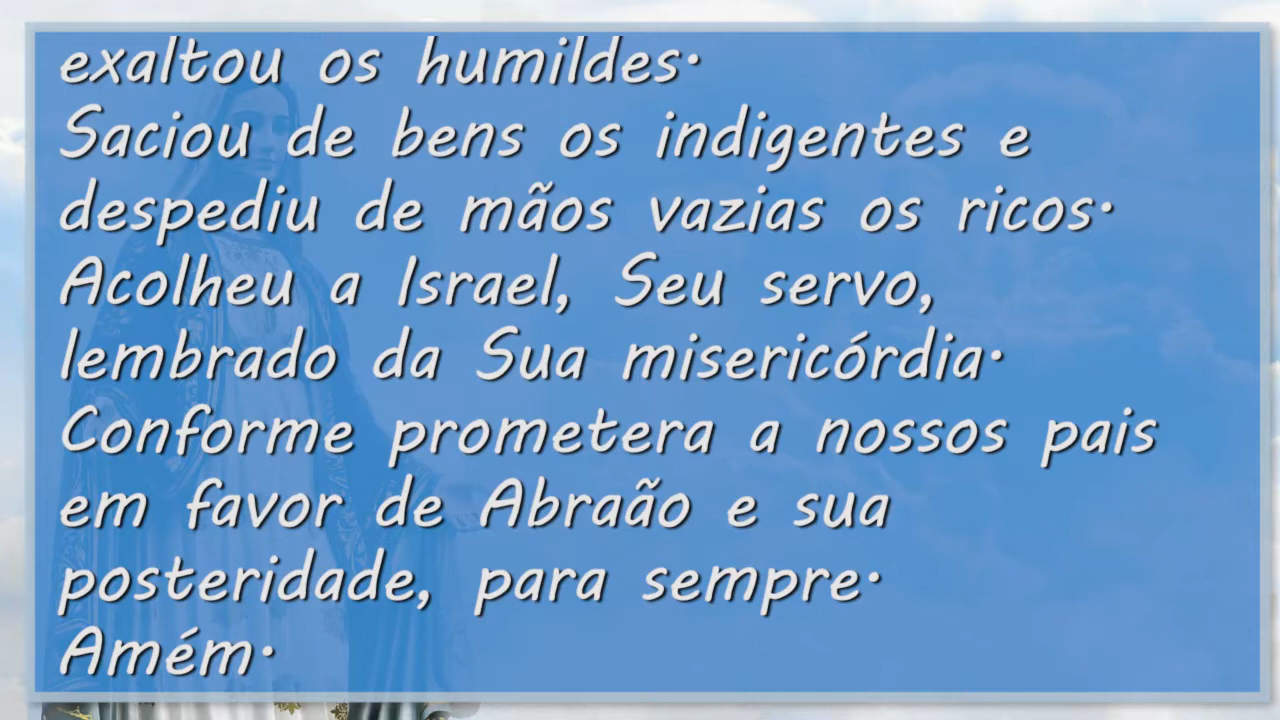 exaltou os humildes.
Saciou de bens os indigentes e
despediu de mãos vazias os ricos.
Acolheu a Israel, Seu servo,
lembrado da Sua misericórdia.
Conforme prometera a nossos pais
em favor de Abraão e sua
posteridade, para sempre.
Amém.